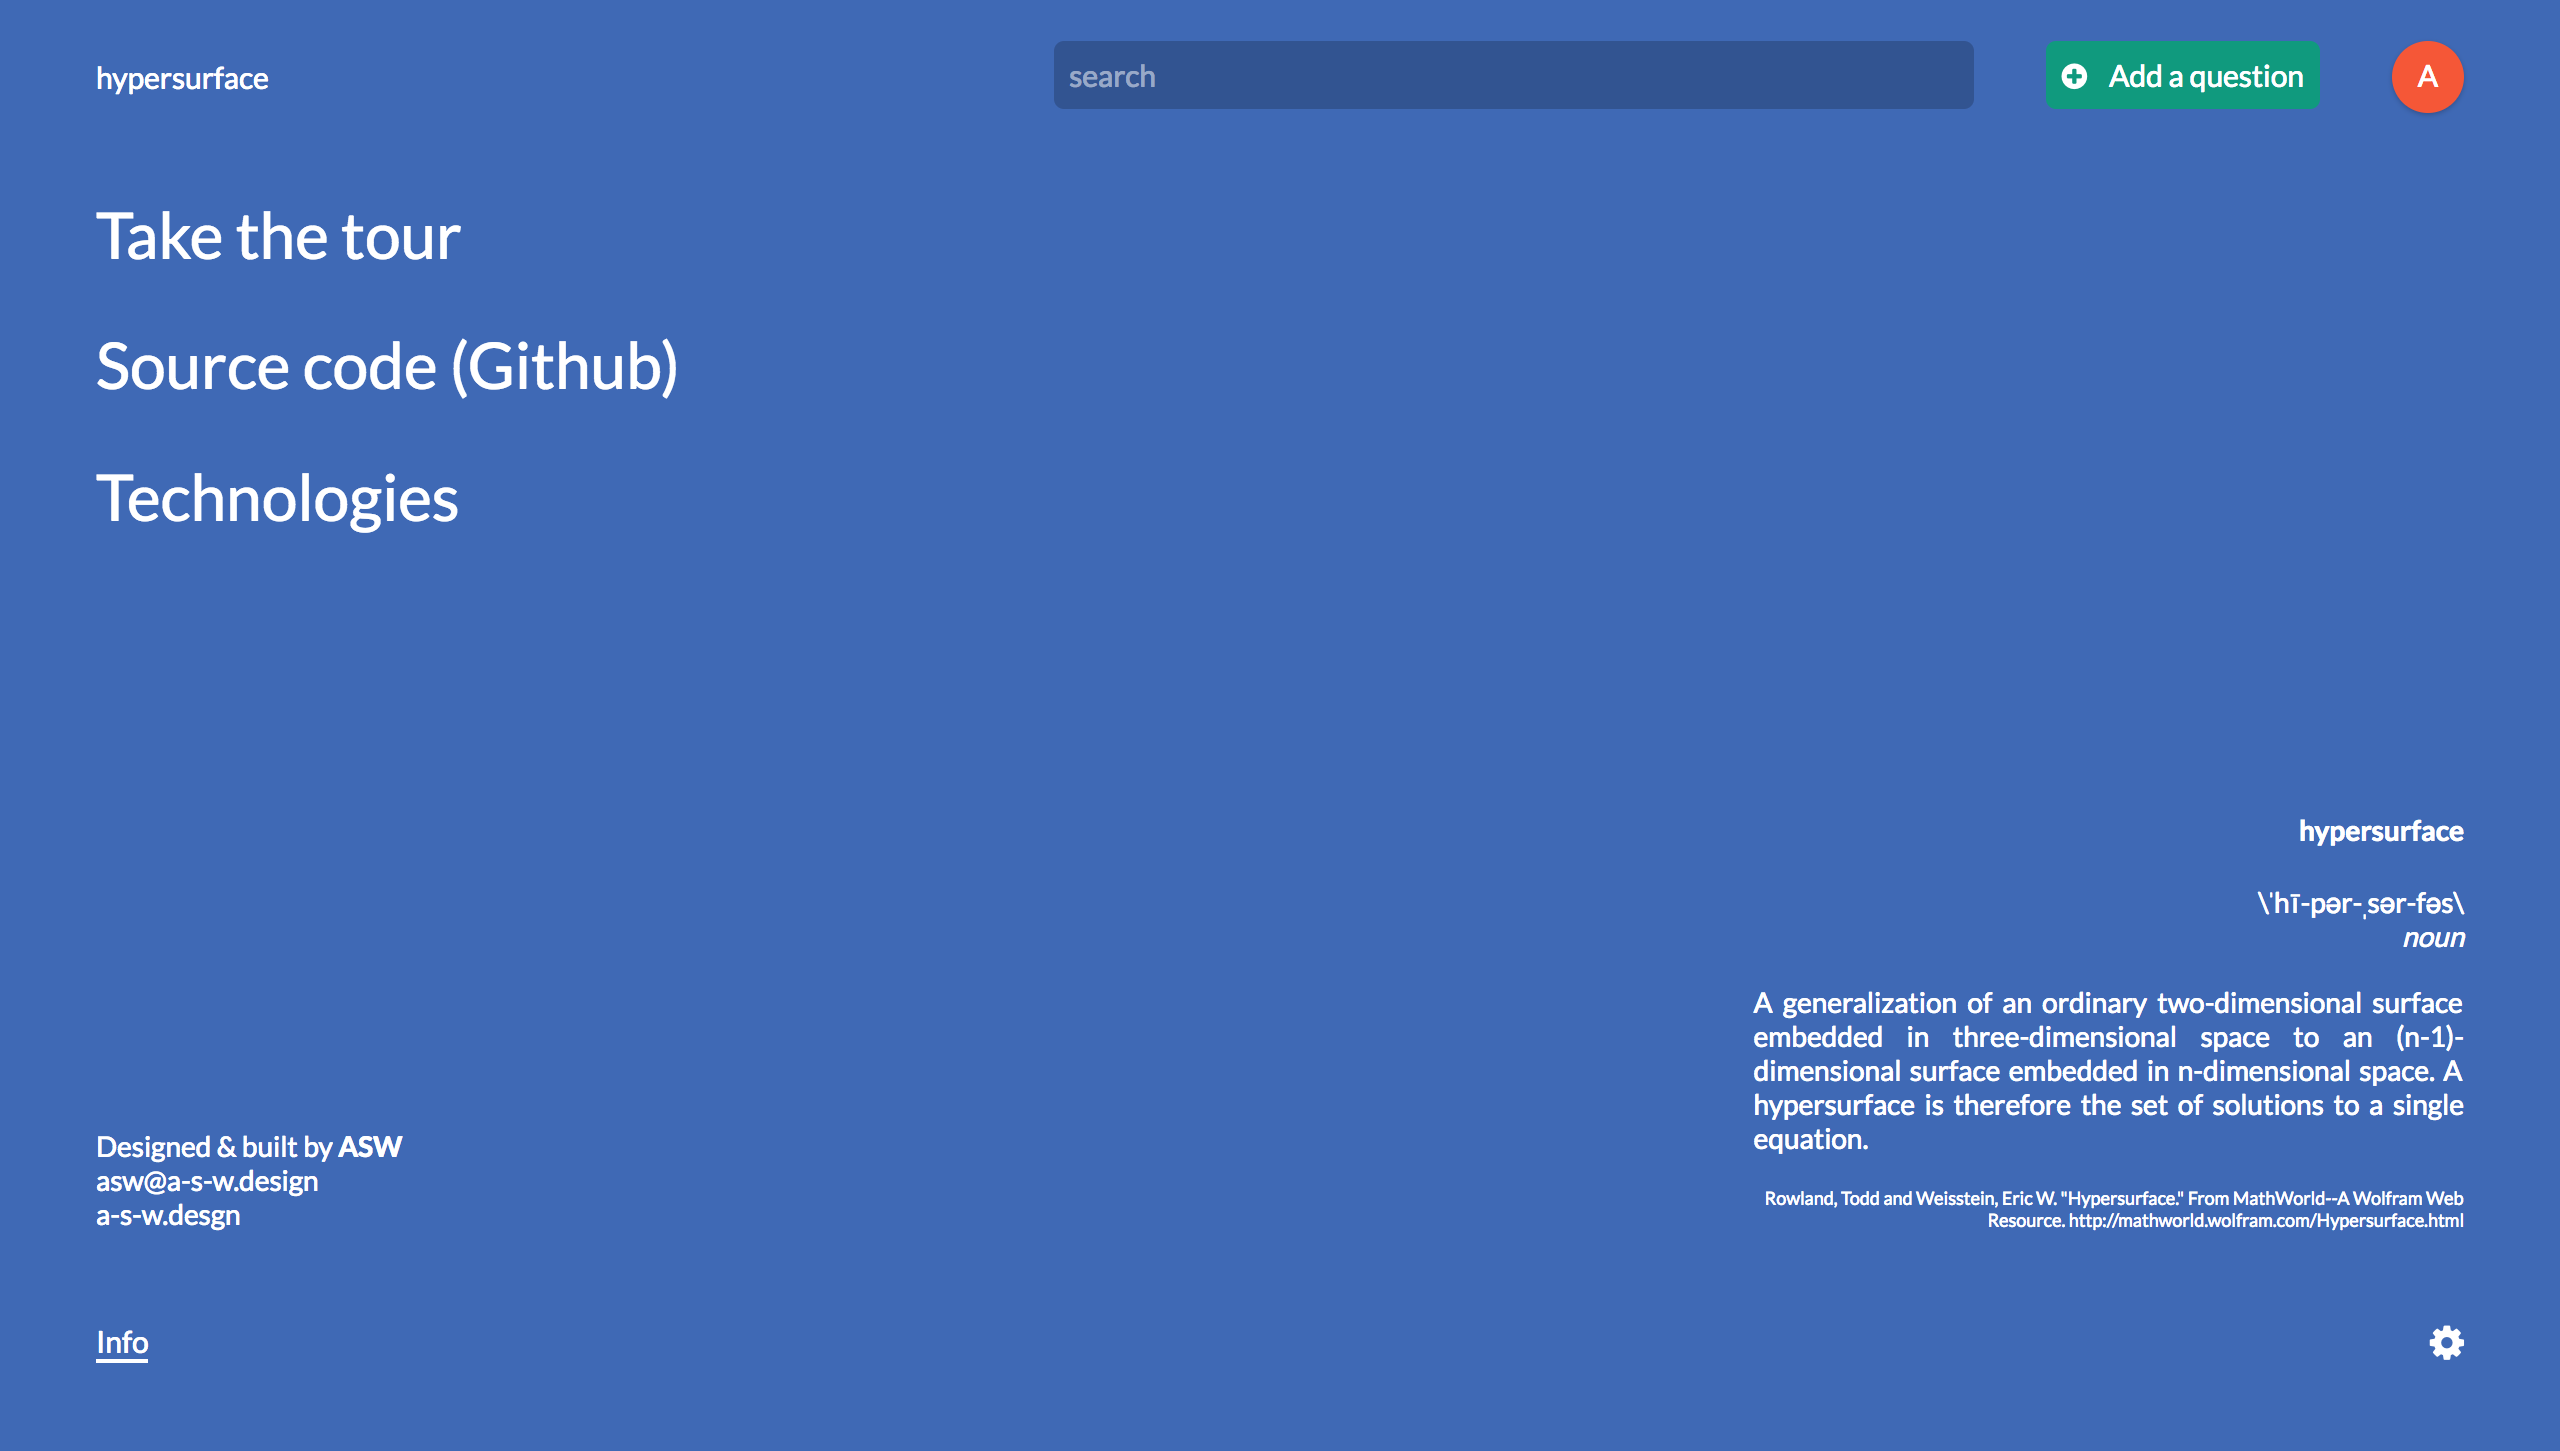 hypersurface
search
Add a question
A
Take the tour
Source code (Github)
Technologies
hypersurface
\ˈhī-pər-ˌsər-fəs\
noun
A generalization of an ordinary two-dimensional surface
embedded in three-dimensional space to an (n-1)-
dimensional surface embedded in n-dimensional space. A
hypersurface is therefore the set of solutions to a single
equation.
Rowland, Todd and Weisstein, Eric W. "Hypersurface." From MathWorld--A Wolfram Web
Resource. http://mathworld.wolfram.com/Hypersurface.html
Designed & built by ASW
asw@a-s-w.design
a-s-w.desgn
Info